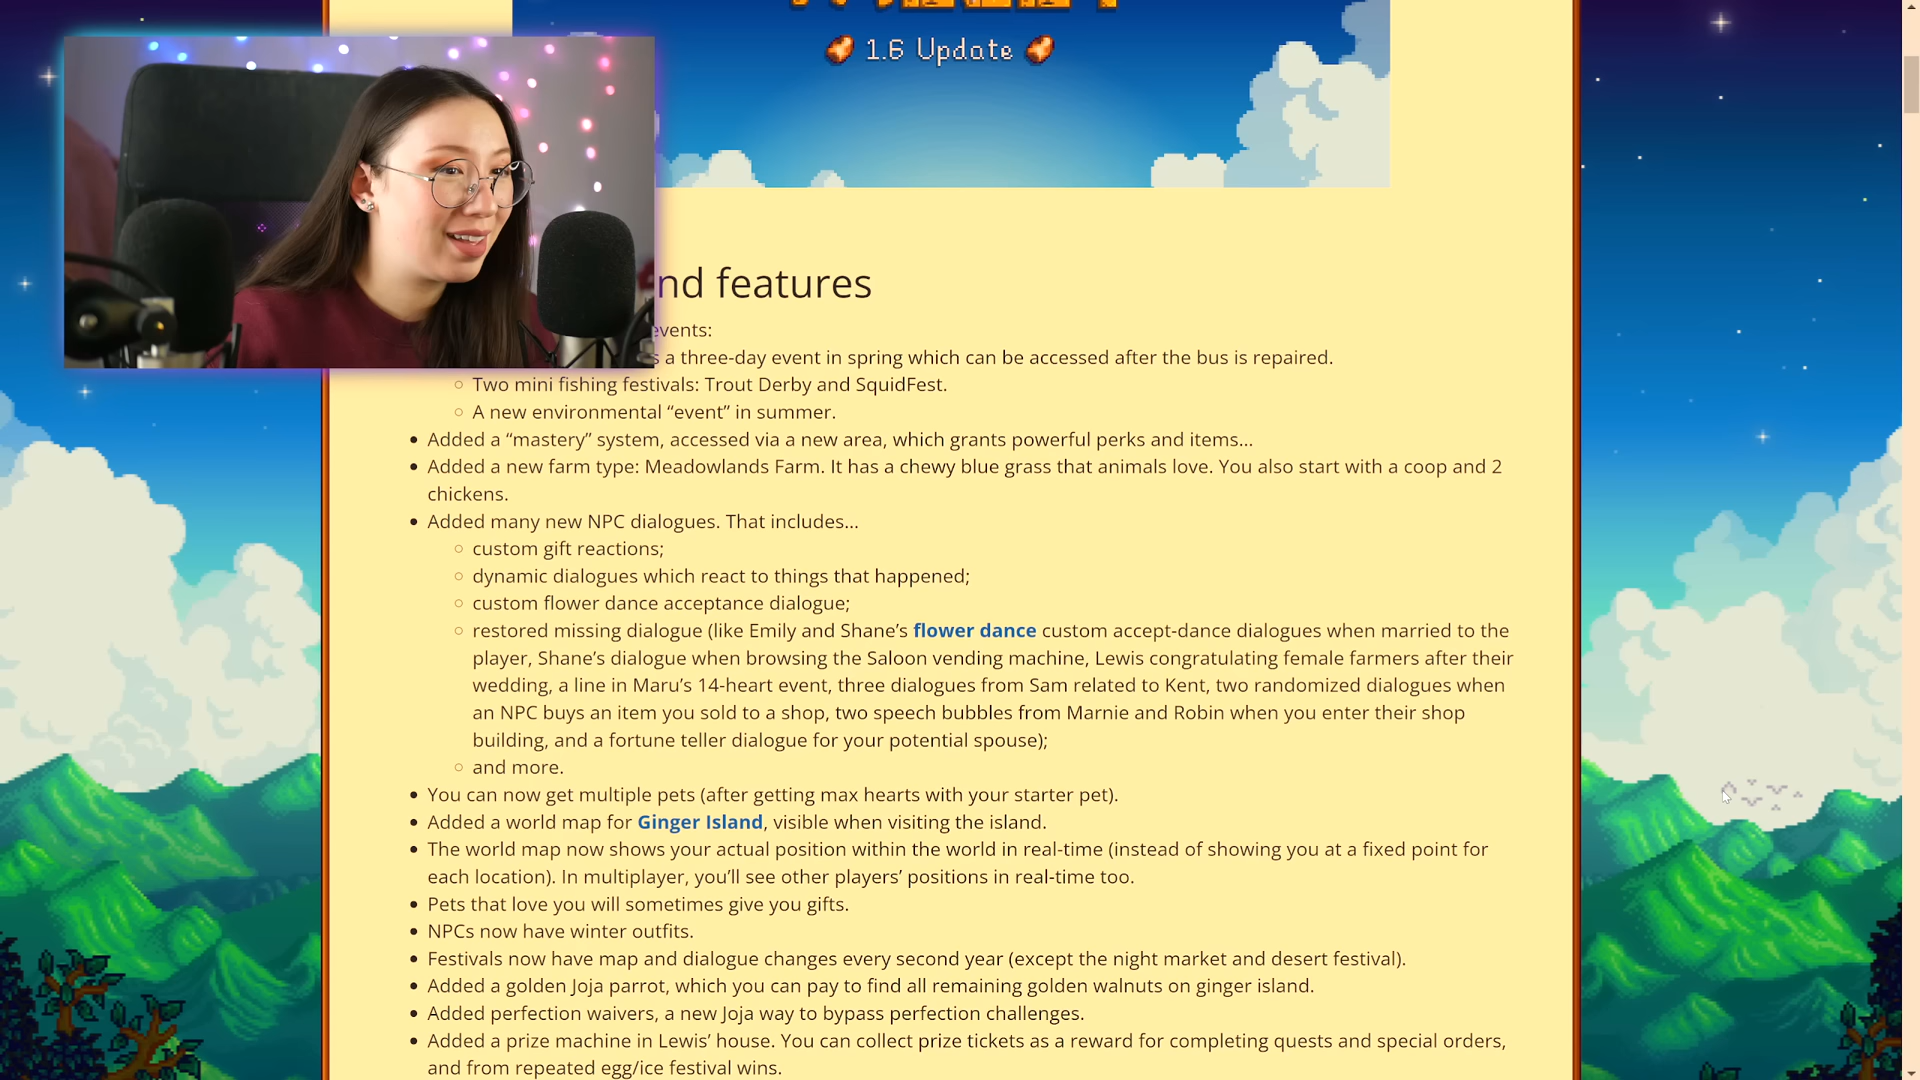 1.6 Update
nd features
events:
s a three-day event in spring which can be accessed after the bus is repaired.
○ Two mini fishing festivals: Trout Derby and SquidFest.
○ A new environmental “event” in summer.
• Added a “mastery” system, accessed via a new area, which grants powerful perks and items...
• Added a new farm type: Meadowlands Farm. It has a chewy blue grass that animals love. You also start with a coop and 2
chickens.
• Added many new NPC dialogues. That includes...
○ custom gift reactions;
○ dynamic dialogues which react to things that happened;
○ custom flower dance acceptance dialogue;
○ restored missing dialogue (like Emily and Shane’s flower dance custom accept-dance dialogues when married to the
player, Shane’s dialogue when browsing the Saloon vending machine, Lewis congratulating female farmers after their
wedding, a line in Maru’s 14-heart event, three dialogues from Sam related to Kent, two randomized dialogues when
an NPC buys an item you sold to a shop, two speech bubbles from Marnie and Robin when you enter their shop
building, and a fortune teller dialogue for your potential spouse);
○ and more.
• You can now get multiple pets (after getting max hearts with your starter pet).
• Added a world map for Ginger Island, visible when visiting the island.
• The world map now shows your actual position within the world in real-time (instead of showing you at a fixed point for
each location). In multiplayer, you’ll see other players’ positions in real-time too.
• Pets that love you will sometimes give you gifts.
• NPCs now have winter outfits.
• Festivals now have map and dialogue changes every second year (except the night market and desert festival).
• Added a golden Joja parrot, which you can pay to find all remaining golden walnuts on ginger island.
• Added perfection waivers, a new Joja way to bypass perfection challenges.
• Added a prize machine in Lewis’ house. You can collect prize tickets as a reward for completing quests and special orders,
and from repeated egg/ice festival wins.